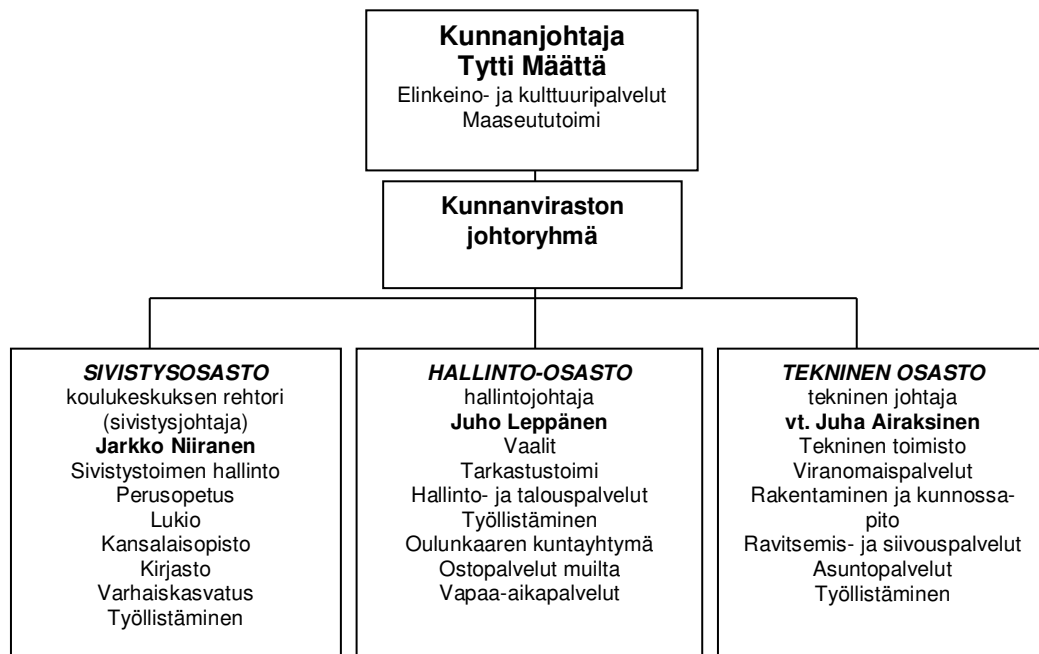 Kunnanjohtaja
Tytti Määttä
Elinkeino- ja kulttuuripalvelut
Maaseututoimi
Kunnanviraston
johtoryhmä
SIVISTYSOSASTO
koulukeskuksen rehtori
(sivistysjohtaja)
Jarkko Niiranen
Sivistystoimen hallinto
Perusopetus
Lukio
Kansalaisopisto
Kirjasto
Varhaiskasvatus
Työllistäminen
HALLINTO-OSASTO
hallintojohtaja
Juho Leppänen
Vaalit
Tarkastustoimi
Hallinto- ja talouspalvelut
Työllistäminen
Oulunkaaren kuntayhtymä
Ostopalvelut muilta
Vapaa-aikapalvelut
TEKNINEN OSASTO
tekninen johtaja
vt. Juha Airaksinen
Tekninen toimisto
Viranomaispalvelut
Rakentaminen ja kunnossa-
pito
Ravitsemis- ja siivouspalvelut
Asuntopalvelut
Työllistäminen